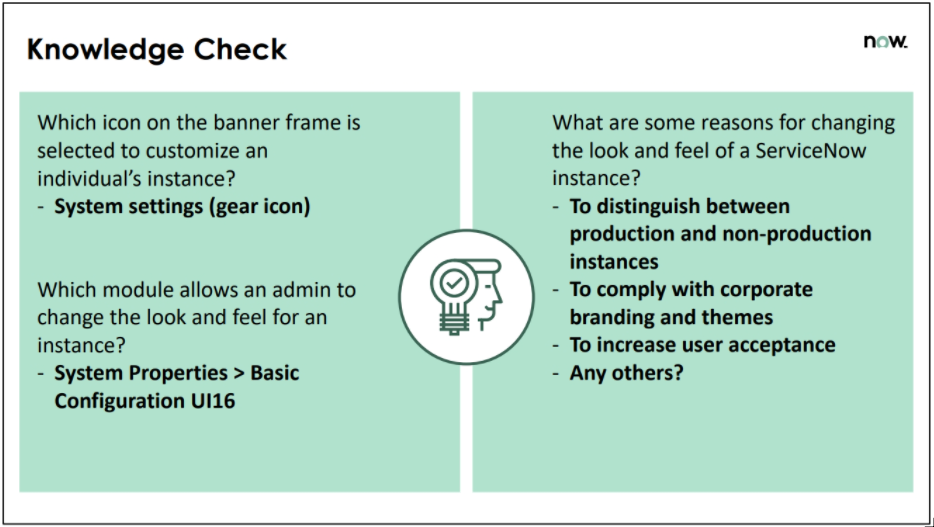 Knowledge Check
now.
Which icon on the banner frame is
selected to customize an
individual’s instance?
- System settings (gear icon)
Which module allows an admin to
change the look and feel for an
instance?
- System Properties > Basic
Configuration UI16
What are some reasons for changing
the look and feel of a ServiceNow
instance?
- To distinguish between
production and non-production
instances
- To comply with corporate
branding and themes
- To increase user acceptance
- Any others?